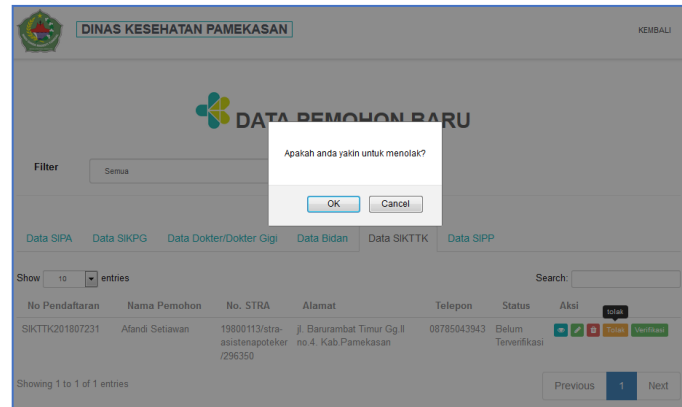 DINAS KESEHATAN PAMEKASAN
KEMBALI
DATA PEMOHON BARU
Apakah anda yakin untuk menolak?
OK Cancel
Filter Semua
Data SIPA Data SIKPG Data Dokter/Dokter Gigi Data Bidan Data SIKTTK Data SIPP
Show 10 entries Search:
No Pendaftaran Nama Pemohon No. STRA Alamat Telepon Status Aksi
tolak
SIKTTK201807231 Afandi Setiawan 19800113/stra- jl. Barurambat Timur Gg.II 08785043943 Belum Tolak Verifikasi
asistenapoteker no.4. Kab Pamekasan Terverifikasi
/296350
Showing 1 to 1 of 1 entries
Previous 1 Next